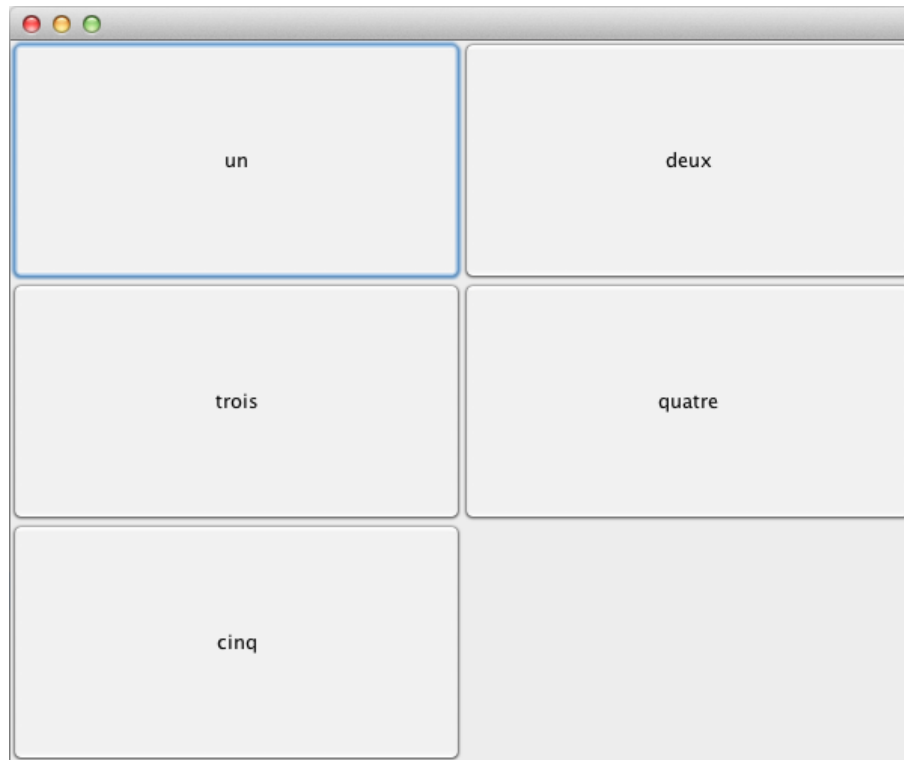 un
deux
trois
quatre
cinq